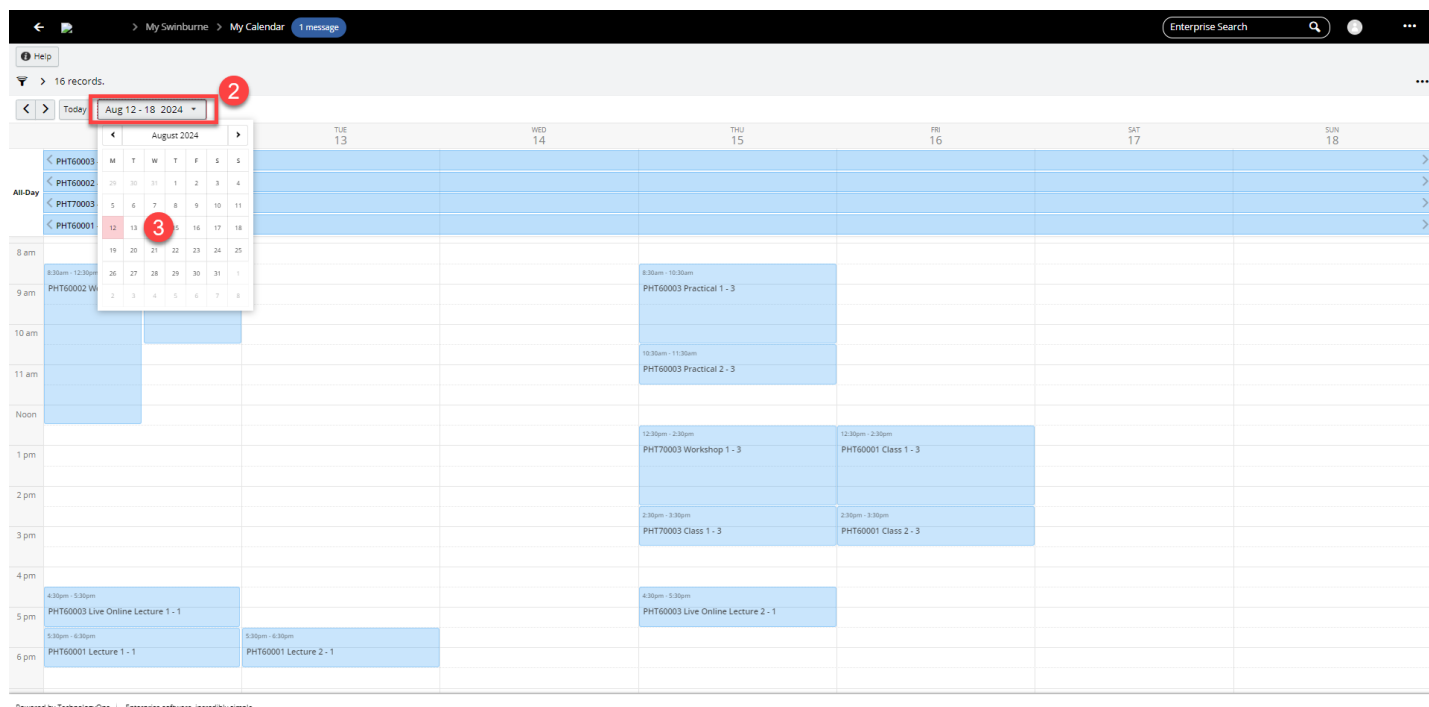 My Swinburne > My Calendar 1 message Enterprise Search
Help
16 records.
2
Today Aug 12 - 18 2024
TUE WED THU FRI SAT SUN
13 14 15 16 17 18
August 2024
M T W T F S S
29 30 31 1 2 3 4
5 6 7 8 9 10 11
12 13 3 15 16 17 18
19 20 21 22 23 24 25
26 27 28 29 30 31 1
2 3 4 5 6 7 8
All-Day
PHT60003
PHT60002
PHT70003
PHT60001
8 am
8:30am - 12:30pm
PHT60002
8:30am - 10:30am
PHT60003 Practical 1 - 3
9 am
10 am
10:30am - 11:30am
PHT60003 Practical 2 - 3
11 am
Noon
12:30pm - 2:30pm
PHT70003 Workshop 1 - 3
12:30pm - 2:30pm
PHT60001 Class 1 - 3
1 pm
2 pm
2:30pm - 3:30pm
PHT70003 Class 1 - 3
2:30pm - 3:30pm
PHT60001 Class 2 - 3
3 pm
4 pm
4:30pm - 5:30pm
PHT60003 Live Online Lecture 1 - 1
4:30pm - 5:30pm
PHT60003 Live Online Lecture 2 - 1
5 pm
5:30pm - 6:30pm
PHT60001 Lecture 1 - 1
5:30pm - 6:30pm
PHT60001 Lecture 2 - 1
6 pm